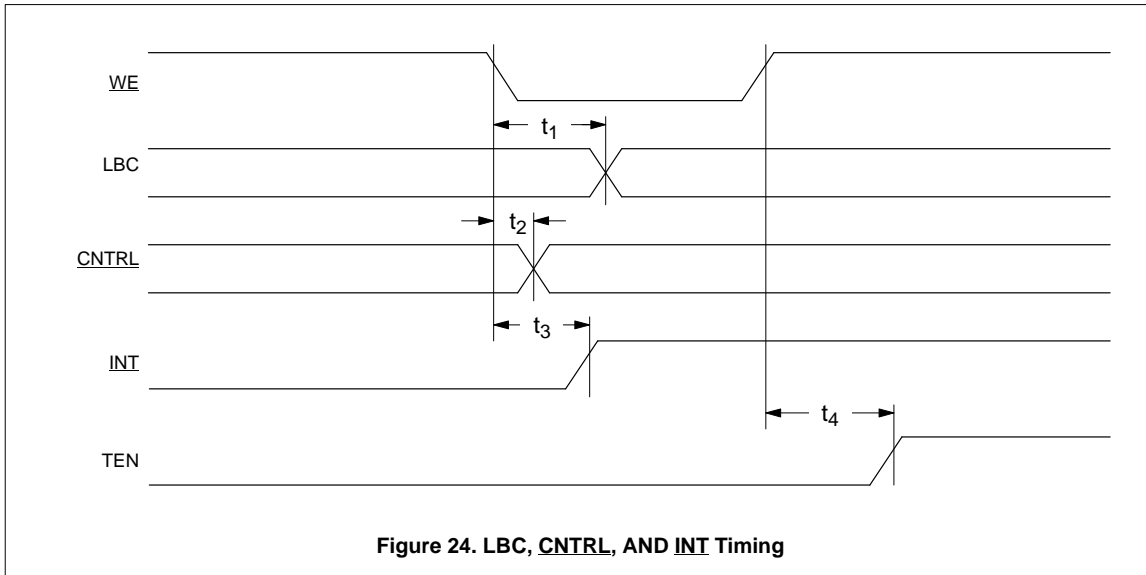 WE
t1
LBC
t2
CNTRL
t3
INT
t4
TEN
Figure 24. LBC, CNTRL, AND INT Timing